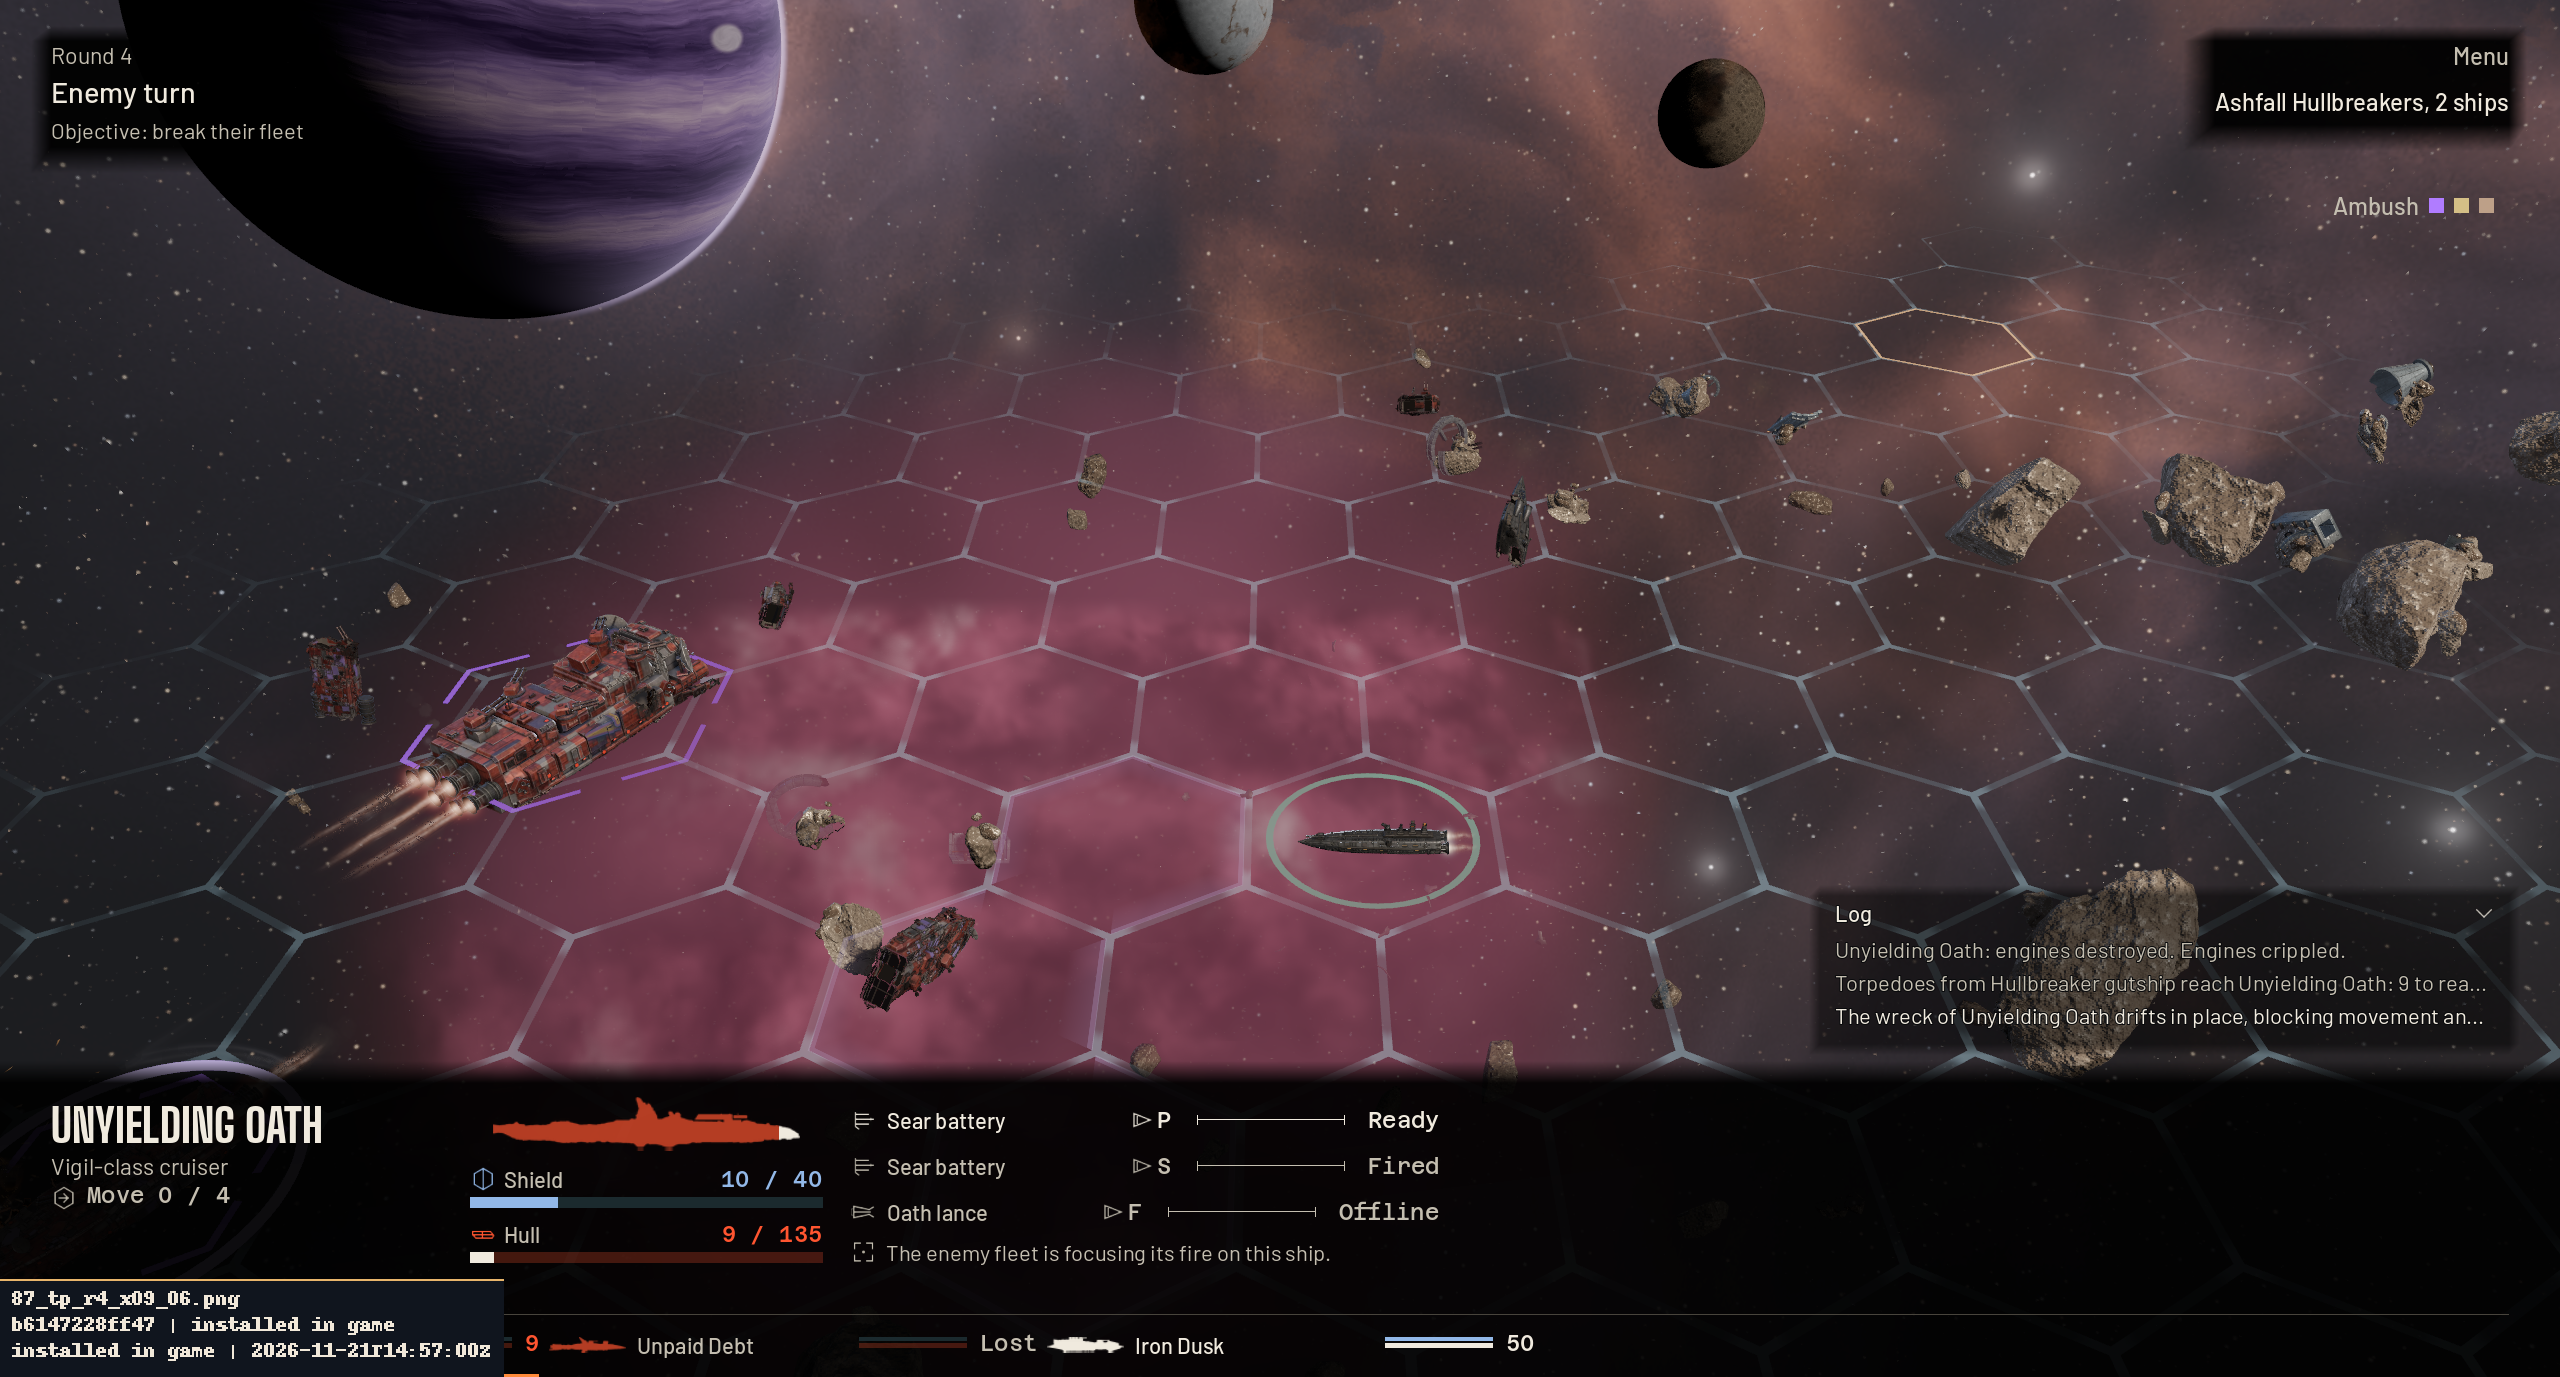 Round 4
Enemy turn
Objective: break their fleet
Menu
Ashfall Hullbreakers, 2 ships
Ambush
Log
Unyielding Oath: engines destroyed. Engines crippled.
Torpedoes from Hullbreaker gutship reach Unyielding Oath: 9 to rea...
The wreck of Unyielding Oath drifts in place, blocking movement an...
UNYIELDING OATH
Vigil-class cruiser
Move 0 / 4
Shield 10 / 40
Hull 9 / 135
Sear battery P Ready
Sear battery S Fired
Oath lance F Offline
The enemy fleet is focusing its fire on this ship.
87_tp_r4_x09_06.png
b6147228ff47 | installed in game
installed in game | 2026-11-21r14:57:00z
9 Unpaid Debt Lost Iron Dusk 50